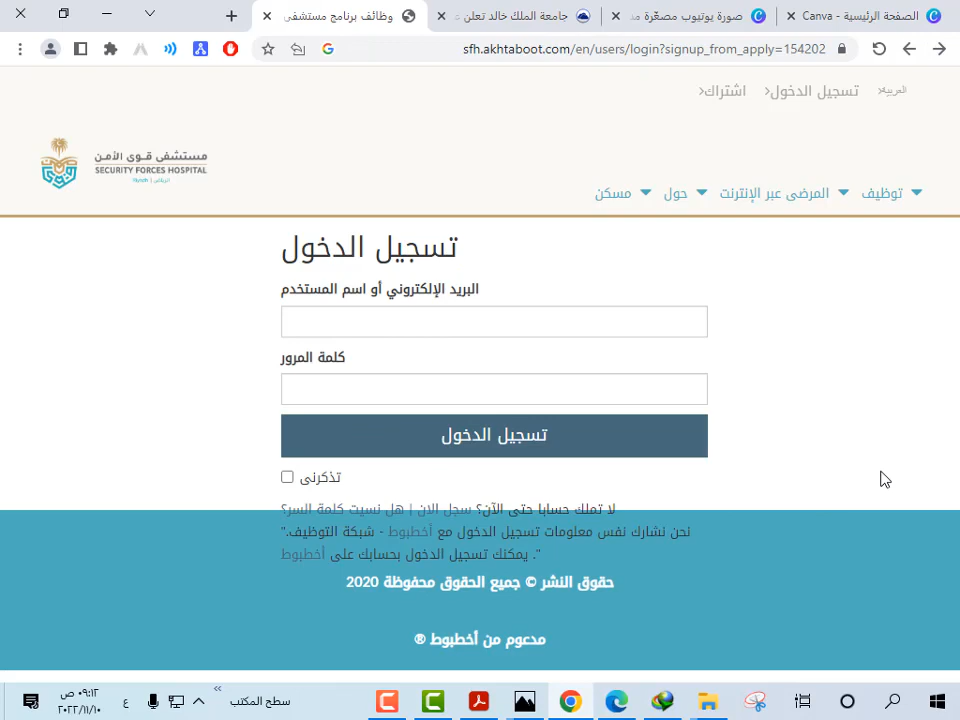 وظائف برنامج مستشفى
جامعة الملك خالد تعلن
صورة يوتيوب مصغّرة
الصفحة الرئيسية - Canva
sfh.akhtaboot.com/en/users/login?signup_from_apply=154202
العربية
تسجيل الدخول
اشتراك
مستشفى قوى الأمن
SECURITY FORCES HOSPITAL
توظيف
المرضى عبر الإنترنت
حول
مسكن
تسجيل الدخول
البريد الإلكتروني أو اسم المستخدم
كلمة المرور
تسجيل الدخول
تذكرنى
لا تملك حسابا حتى الآن؟ سجل الان | هل نسيت كلمة السر؟
نحن نشارك نفس معلومات تسجيل الدخول مع أخطبوط - شبكة التوظيف."
". يمكنك تسجيل الدخول بحسابك على أخطبوط
حقوق النشر © جميع الحقوق محفوظة 2020
مدعوم من أخطبوط ®
سطح المكتب
ع
٠٩:١٢ ص
٢٠٢٢/١١/١٠